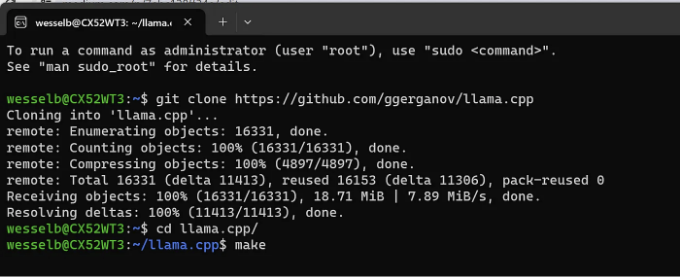 wesselb@CX52WT3: ~/llama.c
To run a command as administrator (user "root"), use "sudo <command>".
See "man sudo_root" for details.
wesselb@CX52WT3:~$ git clone https://github.com/ggerganov/llama.cpp
Cloning into 'llama.cpp'...
remote: Enumerating objects: 16331, done.
remote: Counting objects: 100% (16331/16331), done.
remote: Compressing objects: 100% (4897/4897), done.
remote: Total 16331 (delta 11413), reused 16153 (delta 11306), pack-reused 0
Receiving objects: 100% (16331/16331), 18.71 MiB | 7.89 MiB/s, done.
Resolving deltas: 100% (11413/11413), done.
wesselb@CX52WT3:~$ cd llama.cpp/
wesselb@CX52WT3:~/llama.cpp$ make